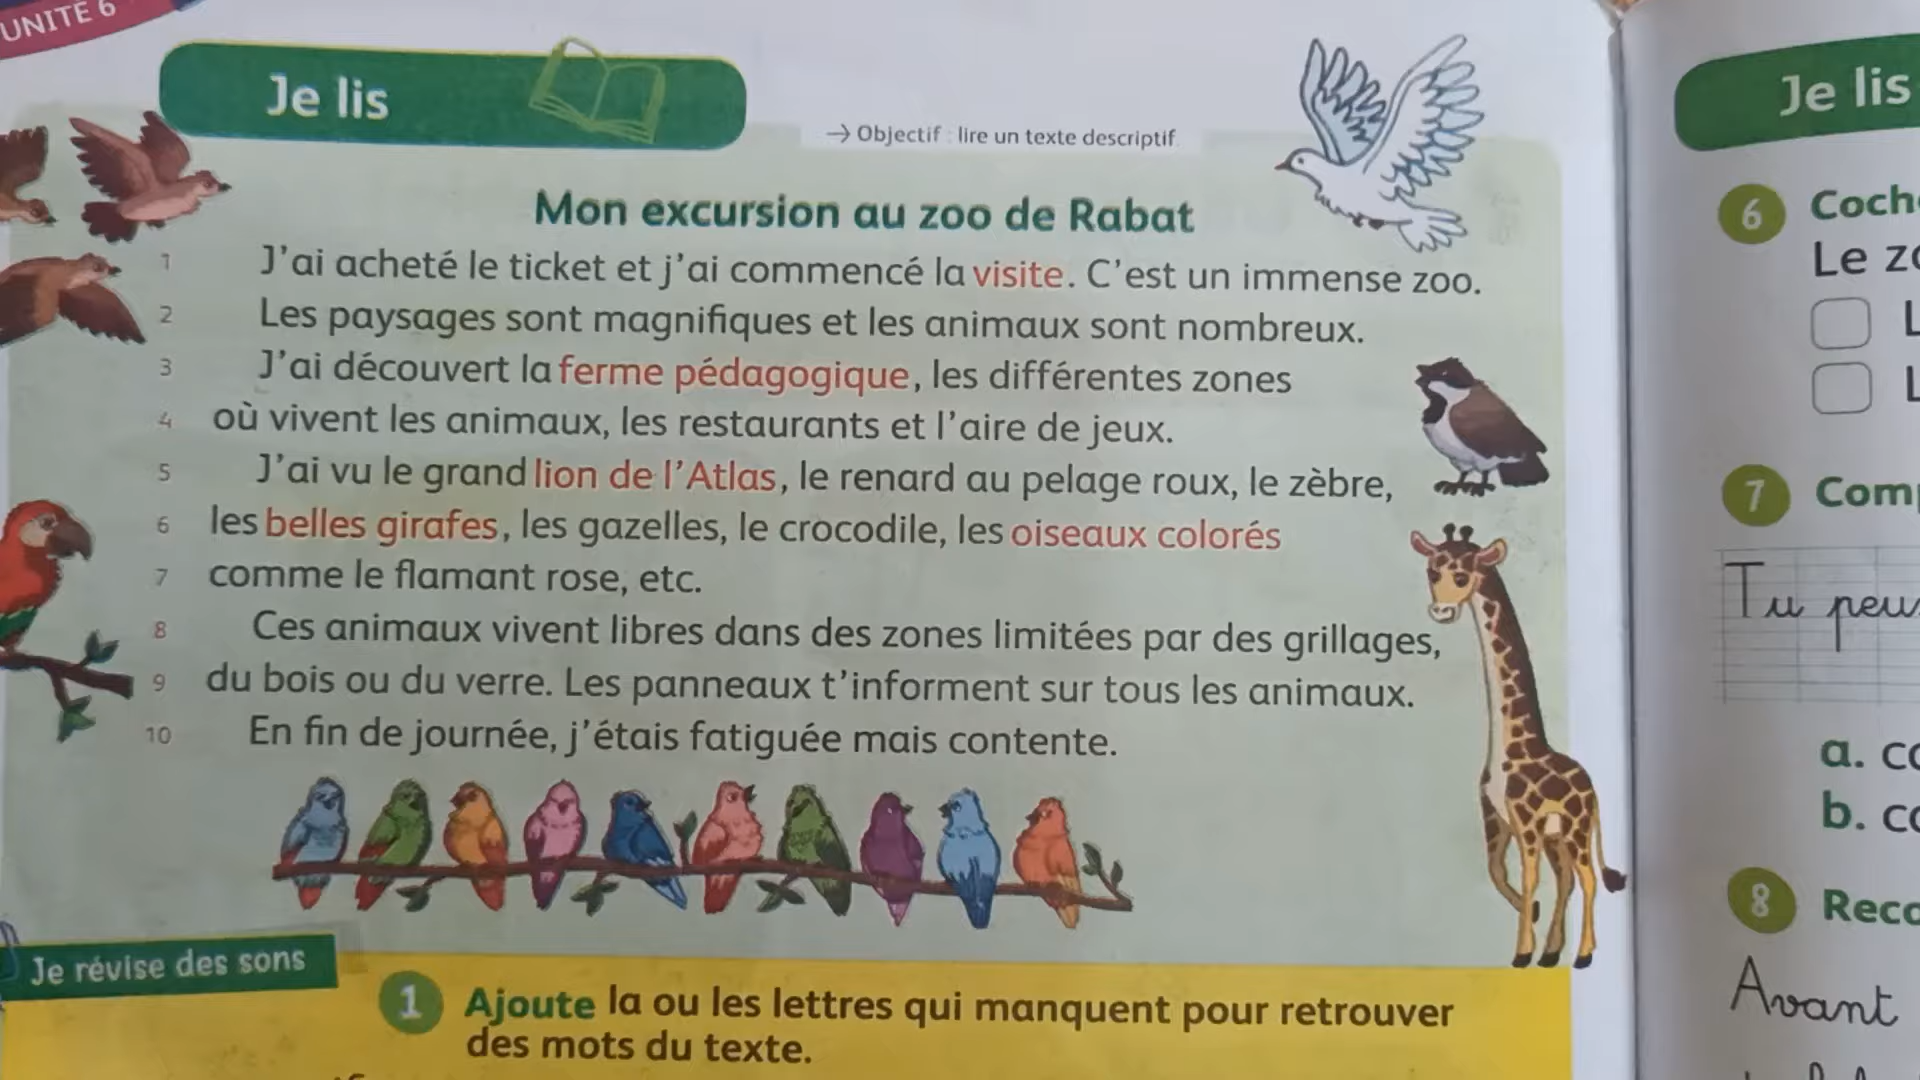 UNITÉ 6
Je lis
→ Objectif : lire un texte descriptif
Mon excursion au zoo de Rabat
1 J'ai acheté le ticket et j'ai commencé la visite. C'est un immense zoo.
2 Les paysages sont magnifiques et les animaux sont nombreux.
3 J'ai découvert la ferme pédagogique, les différentes zones
4 où vivent les animaux, les restaurants et l'aire de jeux.
5 J'ai vu le grand lion de l'Atlas, le renard au pelage roux, le zèbre,
6 les belles girafes, les gazelles, le crocodile, les oiseaux colorés
7 comme le flamant rose, etc.
8 Ces animaux vivent libres dans des zones limitées par des grillages,
9 du bois ou du verre. Les panneaux t'informent sur tous les animaux.
10 En fin de journée, j'étais fatiguée mais contente.
Je révise des sons
1 Ajoute la ou les lettres qui manquent pour retrouver
des mots du texte.
Je lis
6 Coch
Le zo
L
L
7 Comp
Tu peu
a. co
b. co
8 Reco
Avant